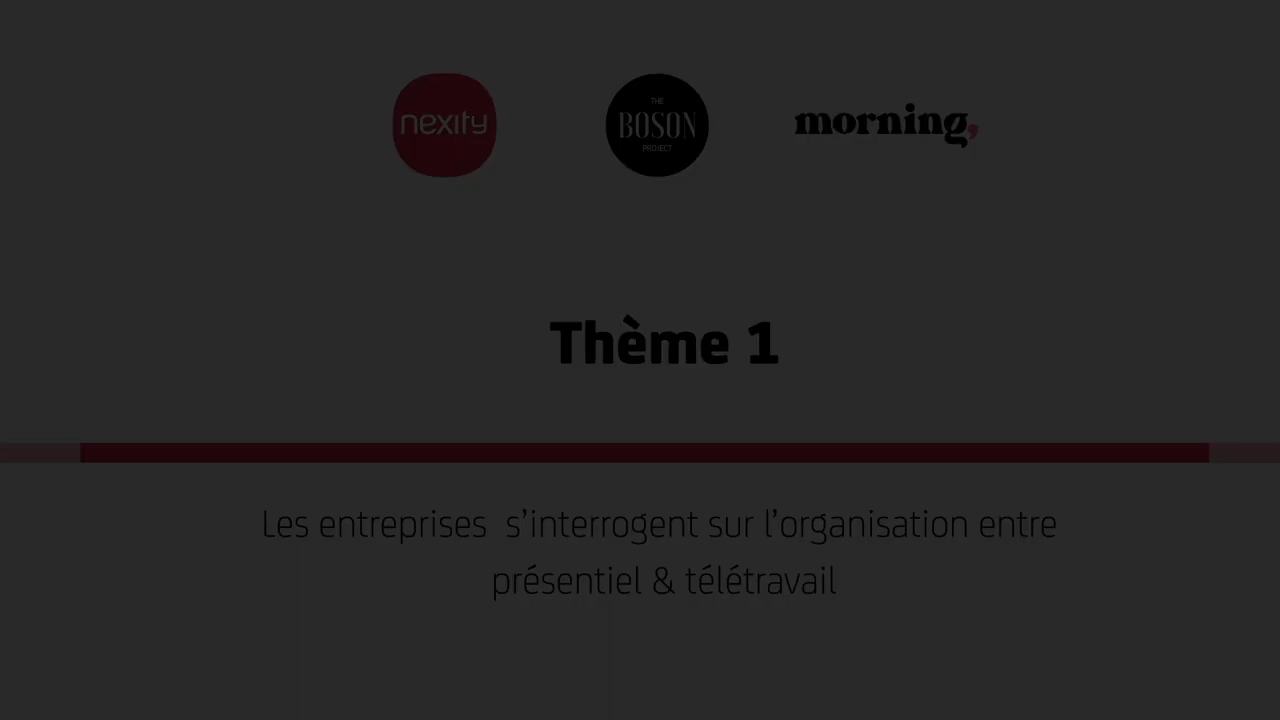 nexity
THE
BOSON
PROJECT
morning,
Thème 1
Les entreprises s’interrogent sur l’organisation entre
présentiel & télétravail